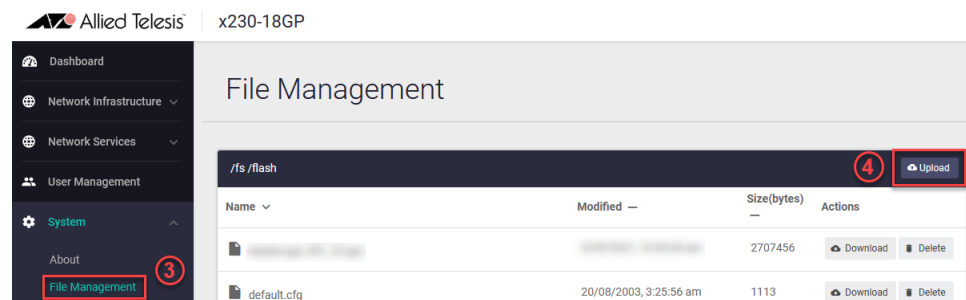 Allied Telesis x230-18GP
Dashboard
Network Infrastructure
Network Services
User Management
System
About
File Management
3
File Management
/fs /flash
4
Upload
Name Modified — Size(bytes) — Actions
2707456 Download Delete
default.cfg 20/08/2003, 3:25:56 am 1113 Download Delete